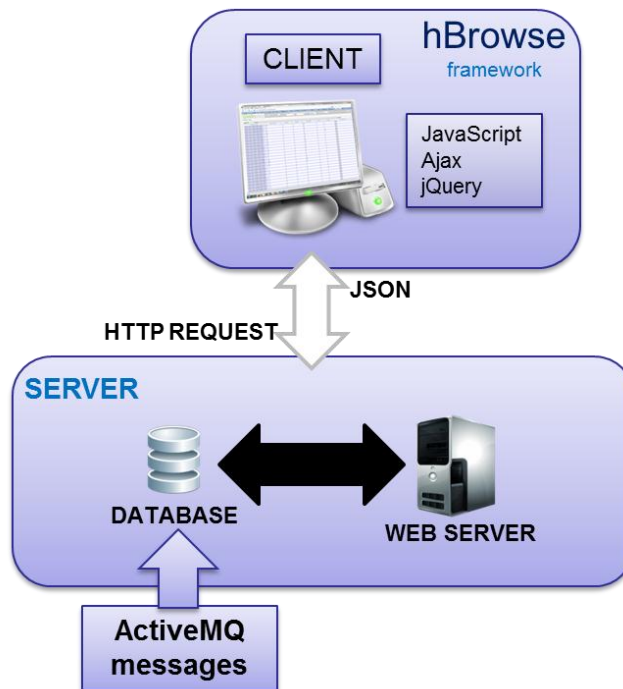 hBrowse
framework
CLIENT
JavaScript
Ajax
jQuery
JSON
HTTP REQUEST
SERVER
DATABASE
WEB SERVER
ActiveMQ
messages